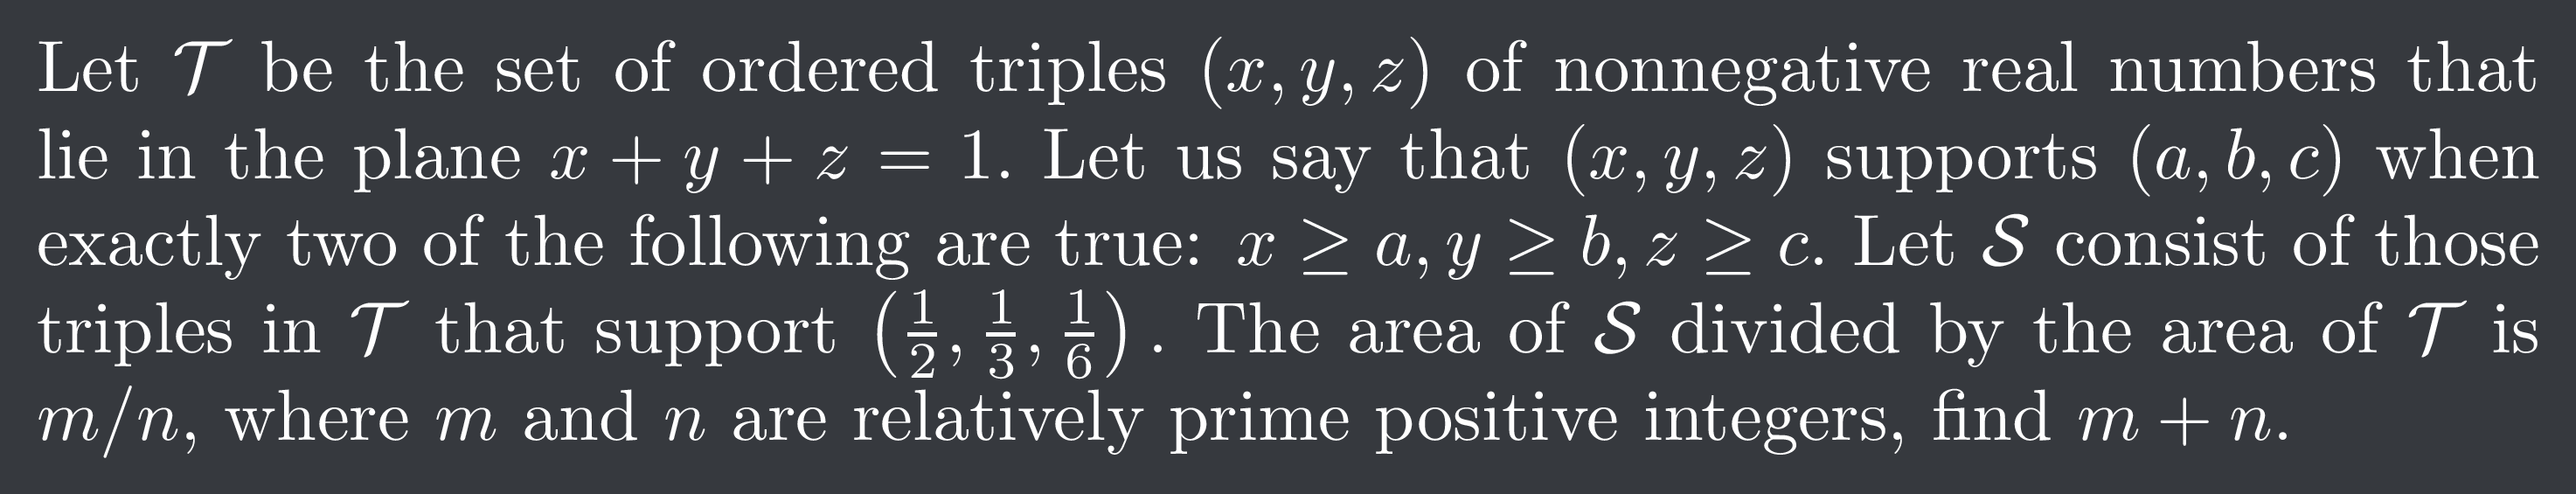 Let $\mathcal{T}$ be the set of ordered triples $(x, y, z)$ of nonnegative real numbers that
lie in the plane $x + y + z = 1$. Let us say that $(x, y, z)$ supports $(a, b, c)$ when
exactly two of the following are true: $x \geq a, y \geq b, z \geq c$. Let $\mathcal{S}$ consist of those
triples in $\mathcal{T}$ that support $\left(\frac{1}{2}, \frac{1}{3}, \frac{1}{6}\right)$. The area of $\mathcal{S}$ divided by the area of $\mathcal{T}$ is
$m/n$, where $m$ and $n$ are relatively prime positive integers, find $m + n$.